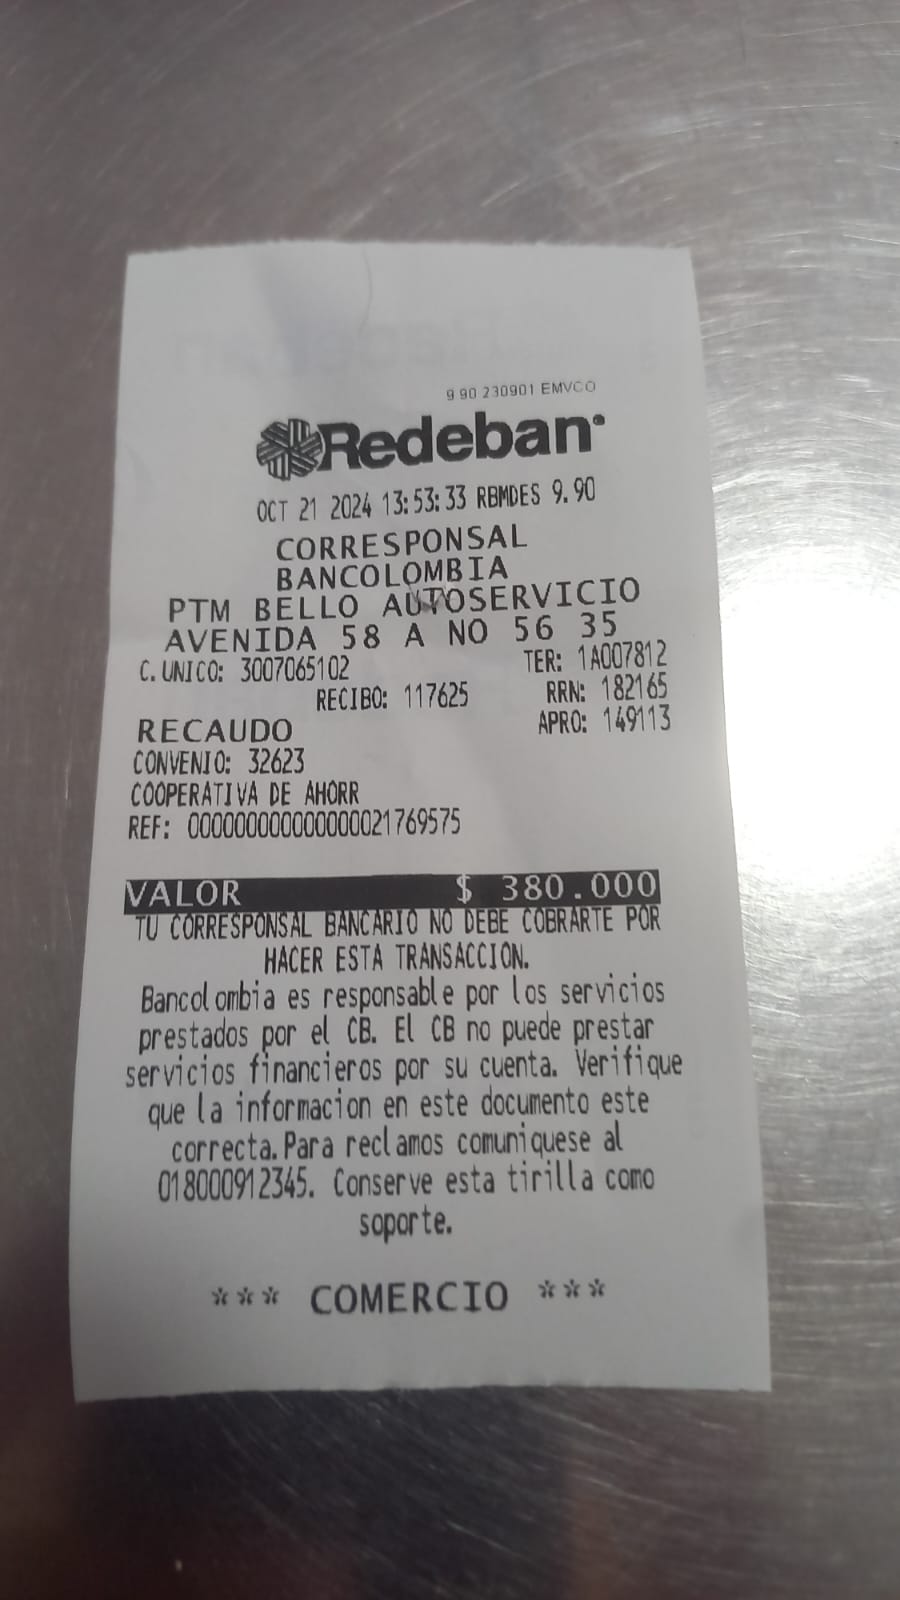 9 90 230901 EMVCO
Redeban
OCT 21 2024 13:53:33 RBMDES 9.90
CORRESPONSAL
BANCOLOMBIA
PTM BELLO AUTOSERVICIO
AVENIDA 58 A NO 56 35
C. UNICO: 3007065102 TER: 1A007812
RECIBO: 117625 RRN: 182165
RECAUDO APRO: 149113
CONVENIO: 32623
COOPERATIVA DE AHORR
REF: 000000000000000021769575
VALOR $ 380.000
TU CORRESPONSAL BANCARIO NO DEBE COBRARTE POR
HACER ESTA TRANSACCION.
Bancolombia es responsable por los servicios
prestados por el CB. El CB no puede prestar
servicios financieros por su cuenta. Verifique
que la informacion en este documento este
correcta. Para reclamos comuniquese al
018000912345. Conserve esta tirilla como
soporte.
*** COMERCIO ***